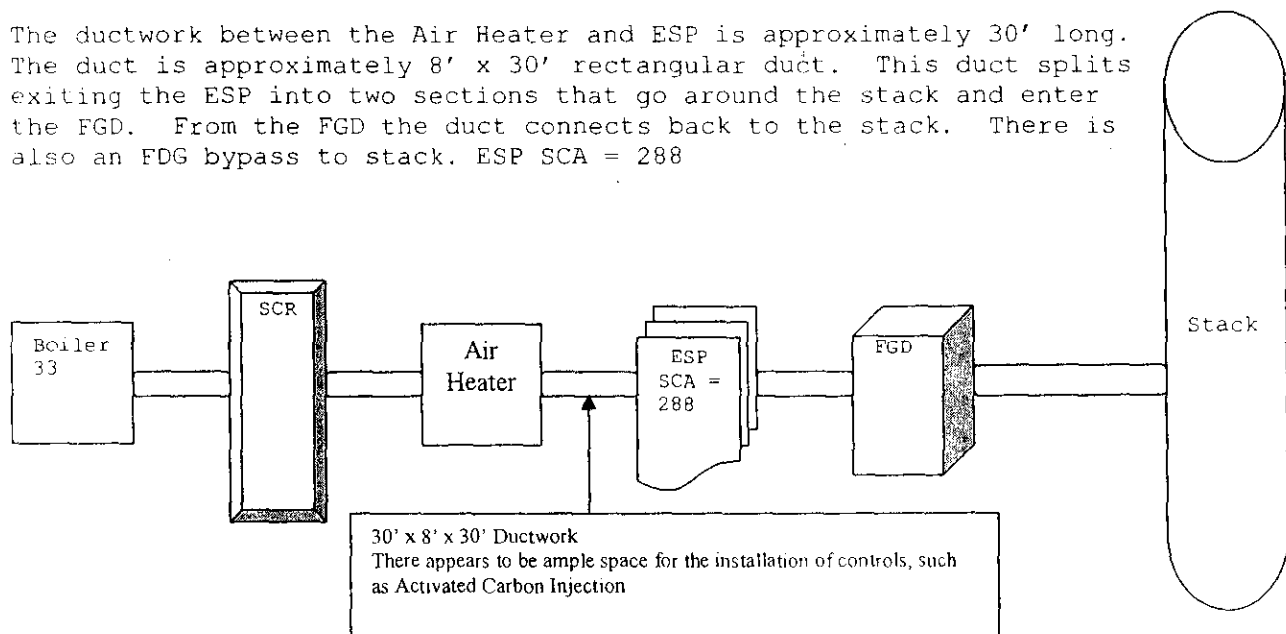 The ductwork between the Air Heater and ESP is approximately 30' long.
The duct is approximately 8' x 30' rectangular duct. This duct splits
exiting the ESP into two sections that go around the stack and enter
the FGD. From the FGD the duct connects back to the stack. There is
also an FDG bypass to stack. ESP SCA = 288
Boiler
33
SCR
Air
Heater
ESP
SCA =
288
FGD
Stack
30' x 8' x 30' Ductwork
There appears to be ample space for the installation of controls, such
as Activated Carbon Injection